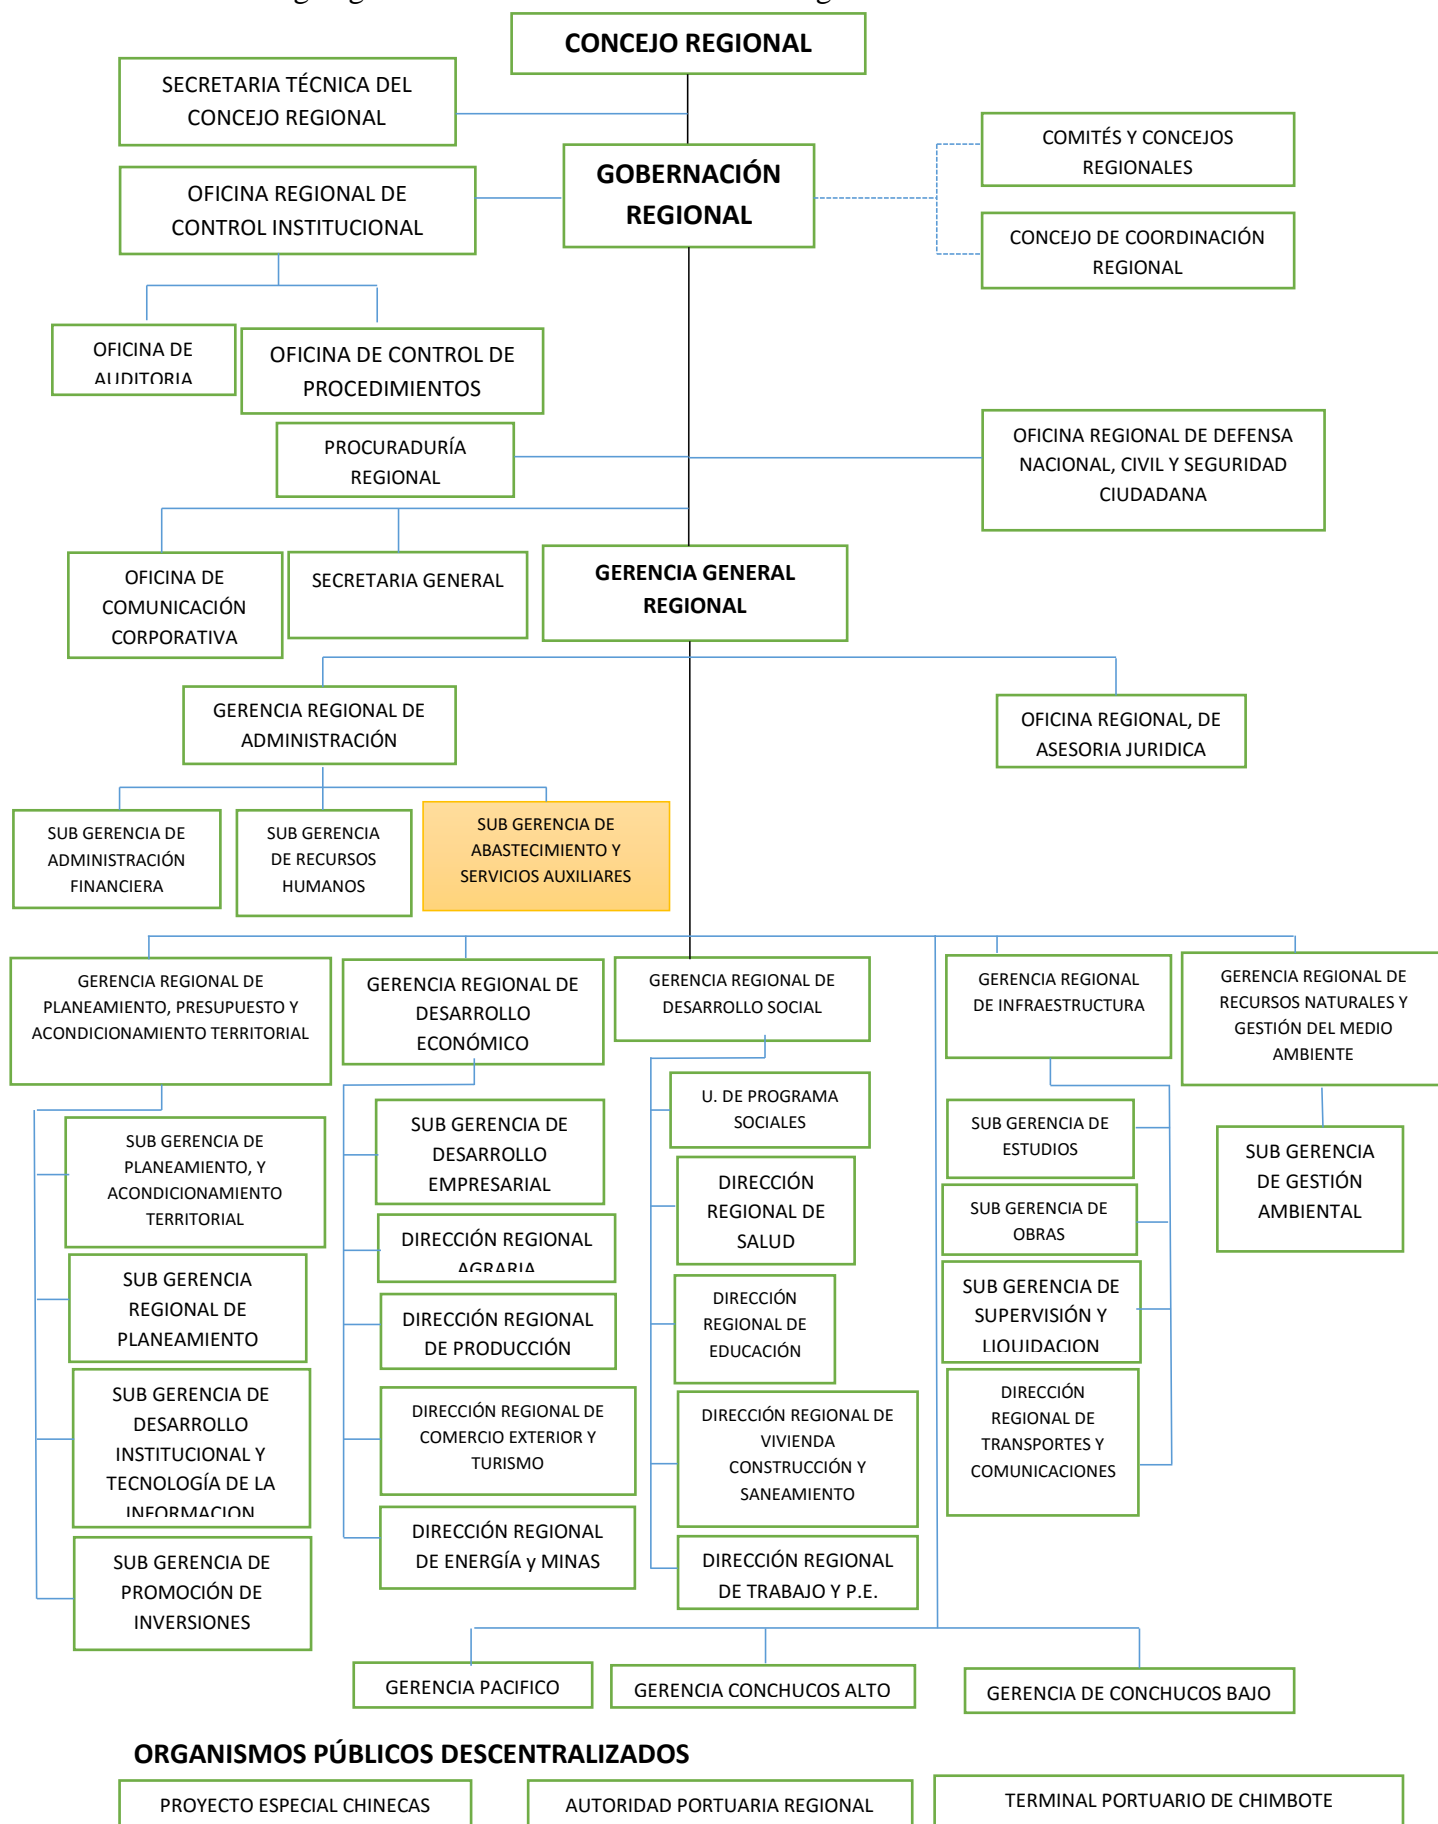 CONCEJO REGIONAL
SECRETARIA TÉCNICA DEL
CONCEJO REGIONAL
COMITÉS Y CONCEJOS
REGIONALES
GOBERNACIÓN
REGIONAL
OFICINA REGIONAL DE
CONTROL INSTITUCIONAL
CONCEJO DE COORDINACIÓN
REGIONAL
OFICINA DE
AUDITORIA
OFICINA DE CONTROL DE
PROCEDIMIENTOS
PROCURADURÍA
REGIONAL
OFICINA REGIONAL DE DEFENSA
NACIONAL, CIVIL Y SEGURIDAD
CIUDADANA
OFICINA DE
COMUNICACIÓN
CORPORATIVA
SECRETARIA GENERAL
GERENCIA GENERAL
REGIONAL
GERENCIA REGIONAL DE
ADMINISTRACIÓN
OFICINA REGIONAL, DE
ASESORIA JURIDICA
SUB GERENCIA DE
ADMINISTRACIÓN
FINANCIERA
SUB GERENCIA
DE RECURSOS
HUMANOS
SUB GERENCIA DE
ABASTECIMIENTO Y
SERVICIOS AUXILIARES
GERENCIA REGIONAL DE
PLANEAMIENTO, PRESUPUESTO Y
ACONDICIONAMIENTO TERRITORIAL
GERENCIA REGIONAL DE
DESARROLLO
ECONÓMICO
GERENCIA REGIONAL DE
DESARROLLO SOCIAL
GERENCIA REGIONAL
DE INFRAESTRUCTURA
GERENCIA REGIONAL DE
RECURSOS NATURALES Y
GESTIÓN DEL MEDIO
AMBIENTE
SUB GERENCIA DE
PLANEAMIENTO, Y
ACONDICIONAMIENTO
TERRITORIAL
SUB GERENCIA
REGIONAL DE
PLANEAMIENTO
SUB GERENCIA DE
DESARROLLO
INSTITUCIONAL Y
TECNOLOGÍA DE LA
INFORMACION
SUB GERENCIA DE
PROMOCIÓN DE
INVERSIONES
SUB GERENCIA DE
DESARROLLO
EMPRESARIAL
DIRECCIÓN REGIONAL
AGRARIA
DIRECCIÓN REGIONAL
DE PRODUCCIÓN
DIRECCIÓN REGIONAL DE
COMERCIO EXTERIOR Y
TURISMO
DIRECCIÓN REGIONAL
DE ENERGÍA y MINAS
U. DE PROGRAMA
SOCIALES
DIRECCIÓN
REGIONAL DE
SALUD
DIRECCIÓN
REGIONAL DE
EDUCACIÓN
DIRECCIÓN REGIONAL DE
VIVIENDA
CONSTRUCCIÓN Y
SANEAMIENTO
DIRECCIÓN REGIONAL
DE TRABAJO Y P.E.
SUB GERENCIA DE
ESTUDIOS
SUB GERENCIA DE
OBRAS
SUB GERENCIA DE
SUPERVISIÓN Y
LIQUIDACION
DIRECCIÓN
REGIONAL DE
TRANSPORTES Y
COMUNICACIONES
SUB GERENCIA
DE GESTIÓN
AMBIENTAL
GERENCIA PACIFICO
GERENCIA CONCHUCOS ALTO
GERENCIA DE CONCHUCOS BAJO
ORGANISMOS PÚBLICOS DESCENTRALIZADOS
PROYECTO ESPECIAL CHINECAS
AUTORIDAD PORTUARIA REGIONAL
TERMINAL PORTUARIO DE CHIMBOTE